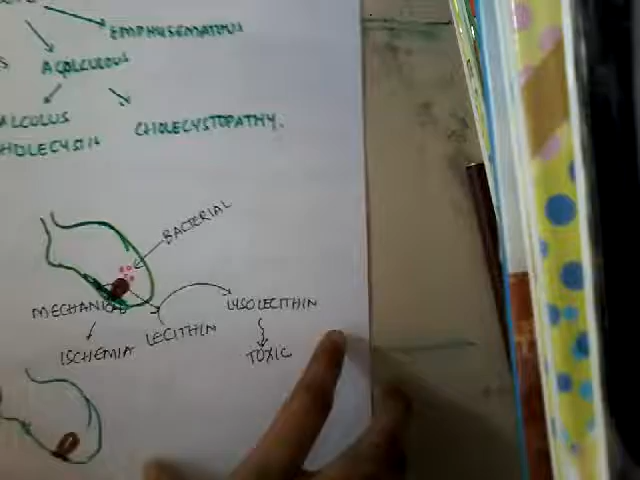 EMPHYSEMATOUS
S
ACALCULOUS
ALCULUS
HOLECYSTI
CHOLECYSTOPATHY.
BACTERIAL
MECHANICAL
LYSOLECITHIN
LECITHIN
ISCHEMIA
TOXIC